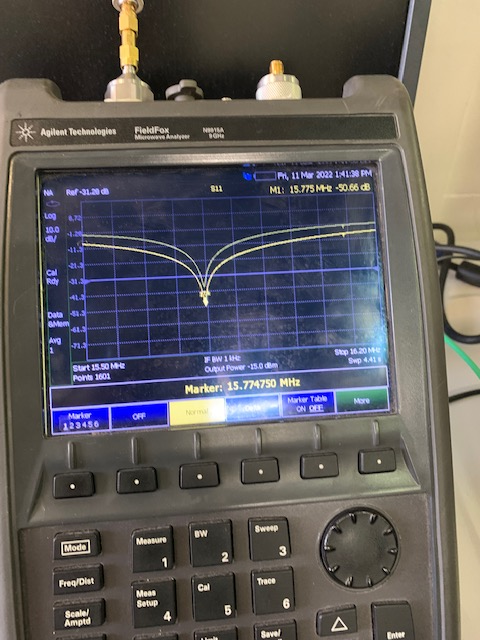 Agilent Technologies FieldFox N9915A
Microwave Analyzer 9 GHz
Fri, 11 Mar 2022 1:41:38 PM
NA Ref -31.28 dB S11 M1: 15.775 MHz -50.66 dB
Log
8.72
10.0 -1.28
dB/ -11.3
-21.3
Cal
Rdy
-41.3
Data -51.3
&Mem
-61.3
Avg
1 -71.3
Start 15.50 MHz IF BW 1 kHz Stop 16.20 MHz
Points 1601 Output Power -15.0 dBm Swp 4.41 s
Marker: 15.774750 MHz
Marker OFF Normal Marker Table More
1 2 3 4 5 6 ON OFF
Mode Measure 1 BW 2 Sweep 3
Freq/Dist Meas Setup 4 Cal 5 Trace 6
Scale/Amptd Limit Save/ Enter